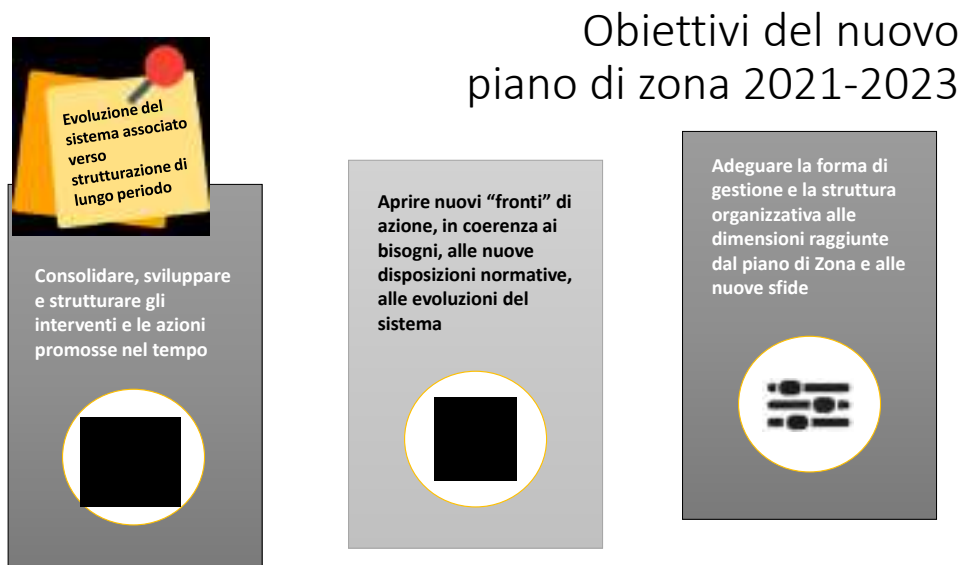 Obiettivi del nuovo
piano di zona 2021-2023
Evoluzione del
sistema associato
verso
strutturazione di
lungo periodo
Consolidare, sviluppare
e strutturare gli
interventi e le azioni
promosse nel tempo
Aprire nuovi “fronti” di
azione, in coerenza ai
bisogni, alle nuove
disposizioni normative,
alle evoluzioni del
sistema
Adeguare la forma di
gestione e la struttura
organizzativa alle
dimensioni raggiunte
dal piano di Zona e alle
nuove sfide